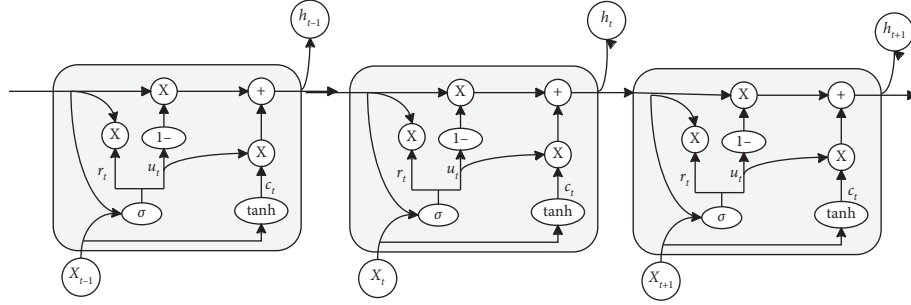 h_{t-1} h_t h_{t+1}
X + X + X +
X 1– X 1– X 1–
X X X
r_t u_t r_t u_t r_t u_t
c_t c_t c_t
σ tanh σ tanh σ tanh
X_{t-1} X_t X_{t+1}